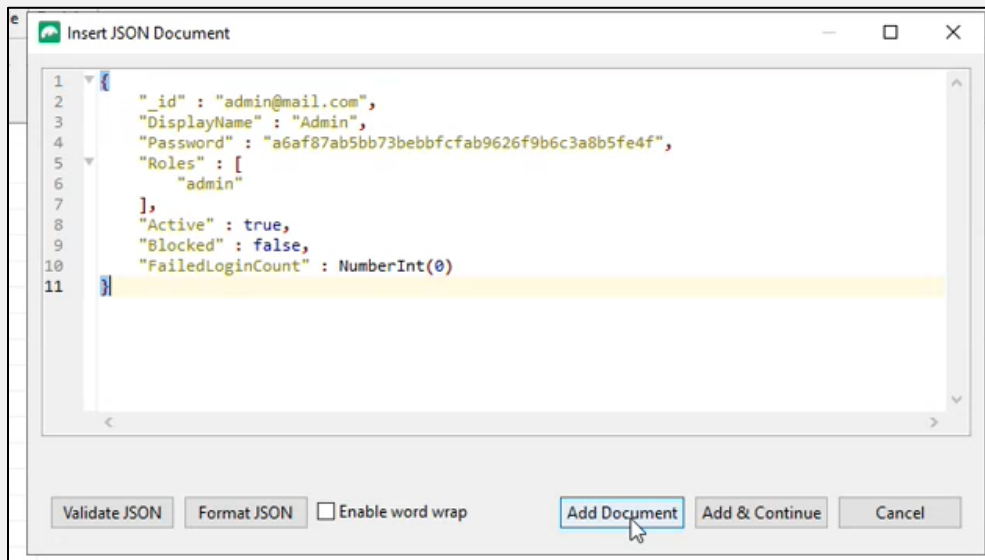 e
Insert JSON Document
1 {
2 "_id" : "admin@mail.com",
3 "DisplayName" : "Admin",
4 "Password" : "a6af87ab5bb73bebbfcfab9626f9b6c3a8b5fe4f",
5 "Roles" : [
6 "admin"
7 ],
8 "Active" : true,
9 "Blocked" : false,
10 "FailedLoginCount" : NumberInt(0)
11 }
Validate JSON Format JSON Enable word wrap Add Document Add & Continue Cancel